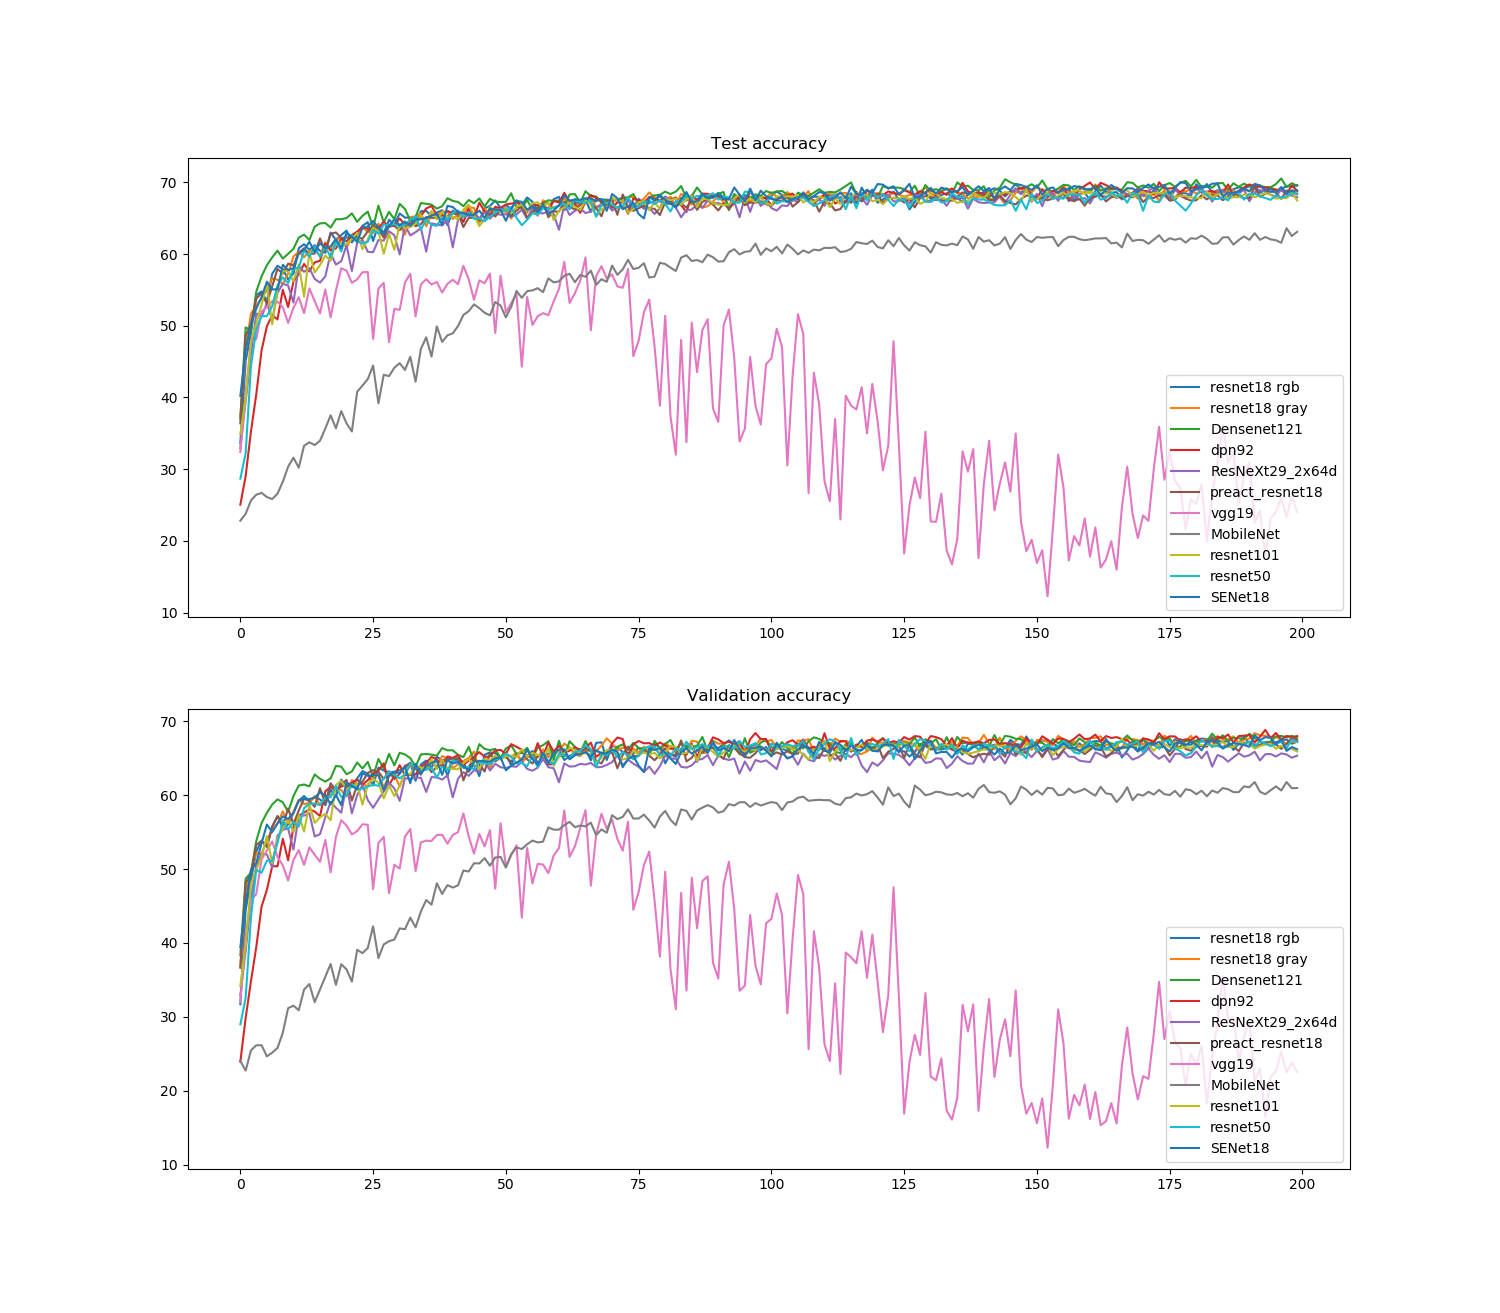 Test accuracy
70
60
50
40
30
20
10
0 25 50 75 100 125 150 175 200
resnet18 rgb
resnet18 gray
Densenet121
dpn92
ResNeXt29_2x64d
preact_resnet18
vgg19
MobileNet
resnet101
resnet50
SENet18
Validation accuracy
70
60
50
40
30
20
10
0 25 50 75 100 125 150 175 200
resnet18 rgb
resnet18 gray
Densenet121
dpn92
ResNeXt29_2x64d
preact_resnet18
vgg19
MobileNet
resnet101
resnet50
SENet18